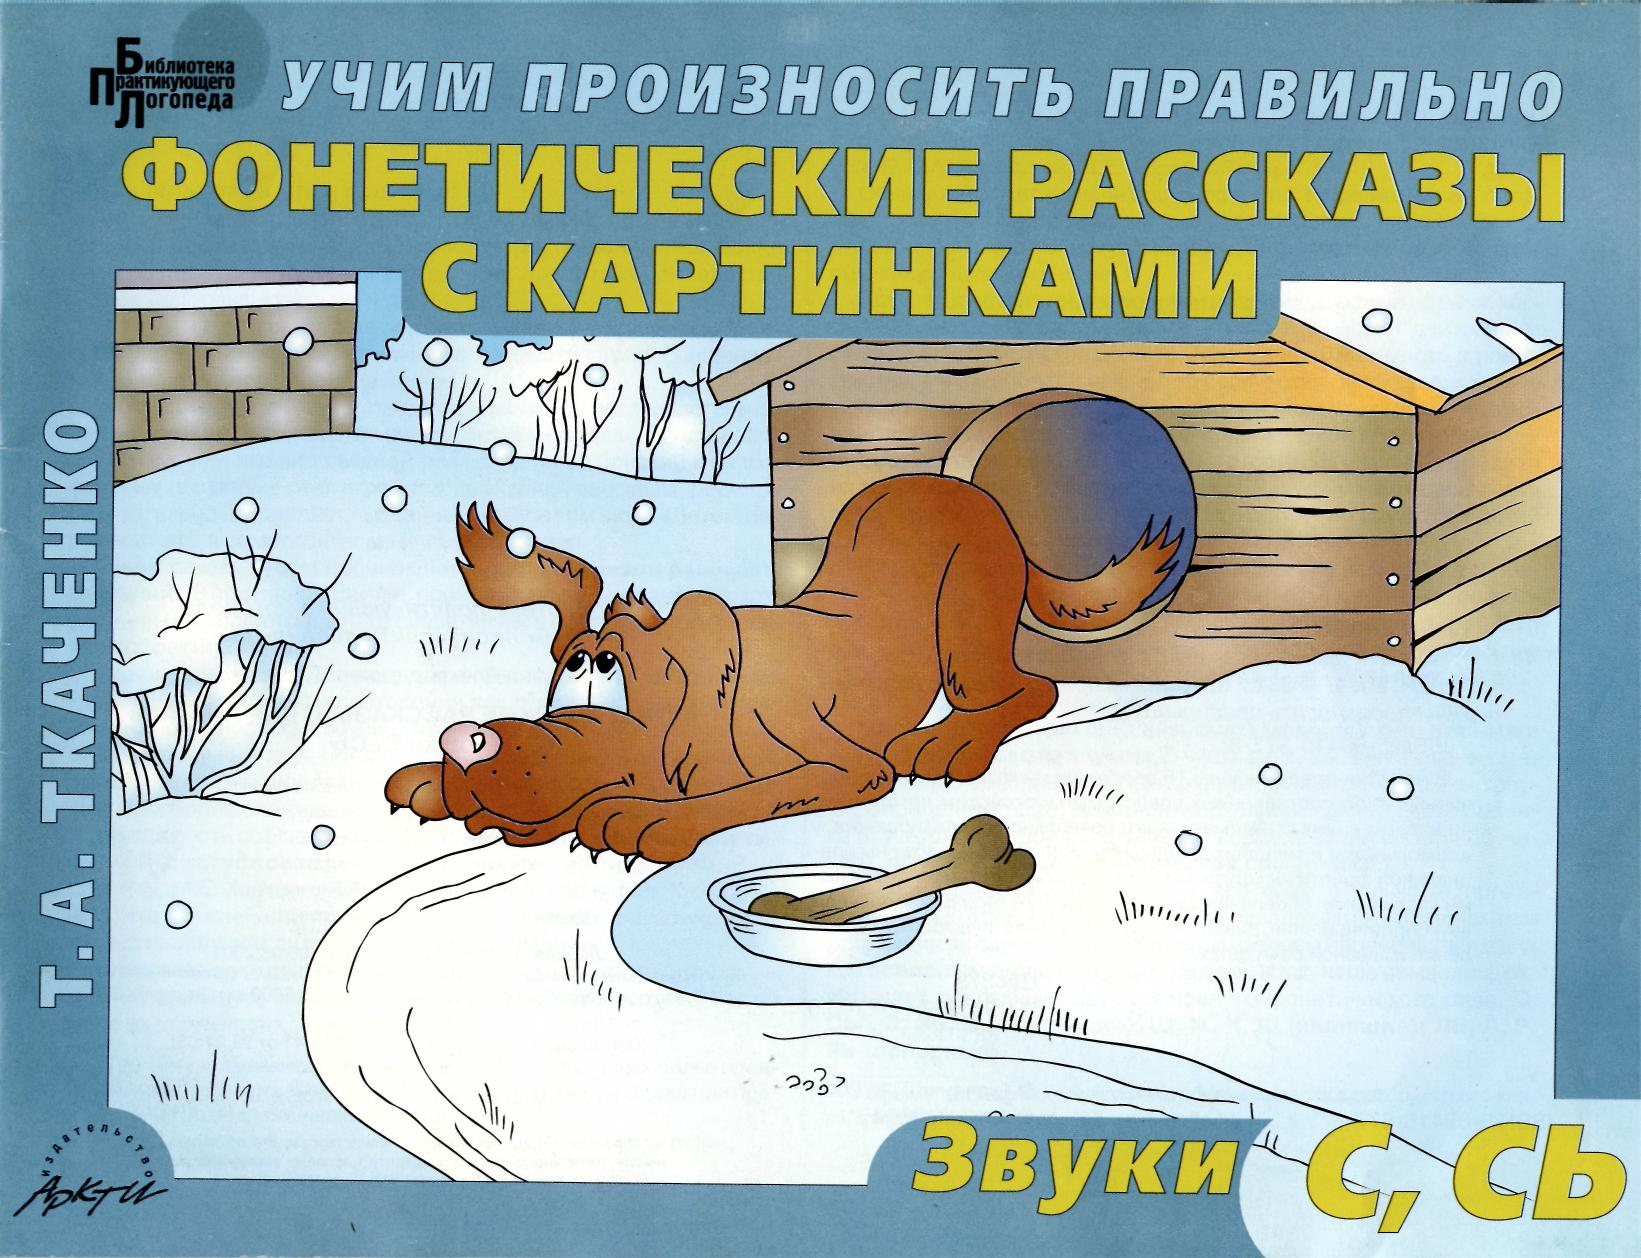 Библиотека
Практикующего
Логопеда
УЧИМ ПРОИЗНОСИТЬ ПРАВИЛЬНО
ФОНЕТИЧЕСКИЕ РАССКАЗЫ
С КАРТИНКАМИ
Т.А. ТКАЧЕНКО
издательство
АРКТИ
Звуки С, СЬ